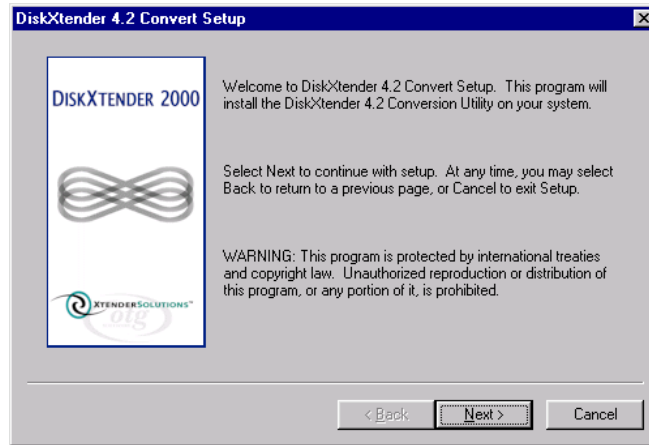 DiskXtender 4.2 Convert Setup
DISKXTENDER 2000
Welcome to DiskXtender 4.2 Convert Setup. This program will
install the DiskXtender 4.2 Conversion Utility on your system.
Select Next to continue with setup. At any time, you may select
Back to return to a previous page, or Cancel to exit Setup.
WARNING: This program is protected by international treaties
and copyright law. Unauthorized reproduction or distribution of
this program, or any portion of it, is prohibited.
XTENDERSOLUTIONS™
otg
< Back
Next >
Cancel